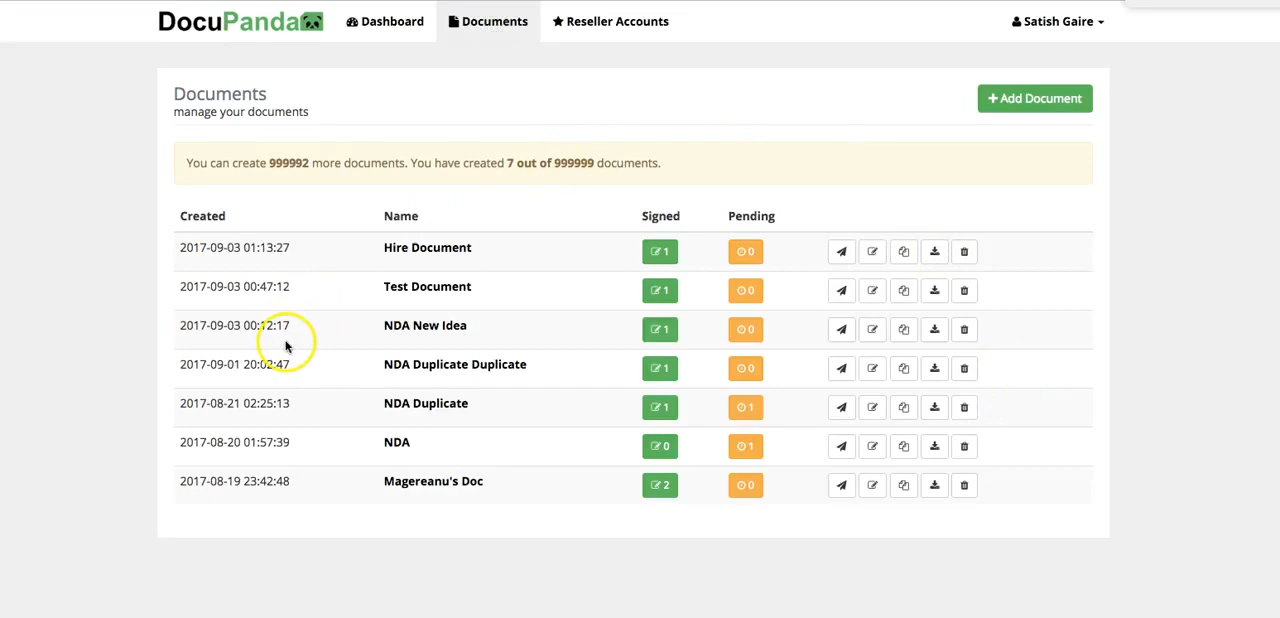 DocuPanda Dashboard Documents Reseller Accounts Satish Gaire
Documents
manage your documents
+ Add Document
You can create 999992 more documents. You have created 7 out of 999999 documents.
Created Name Signed Pending
2017-09-03 01:13:27 Hire Document 1 0
2017-09-03 00:47:12 Test Document 1 0
2017-09-03 00:12:17 NDA New Idea 1 0
2017-09-01 20:02:47 NDA Duplicate Duplicate 1 0
2017-08-21 02:25:13 NDA Duplicate 1 1
2017-08-20 01:57:39 NDA 0 1
2017-08-19 23:42:48 Magereanu's Doc 2 0